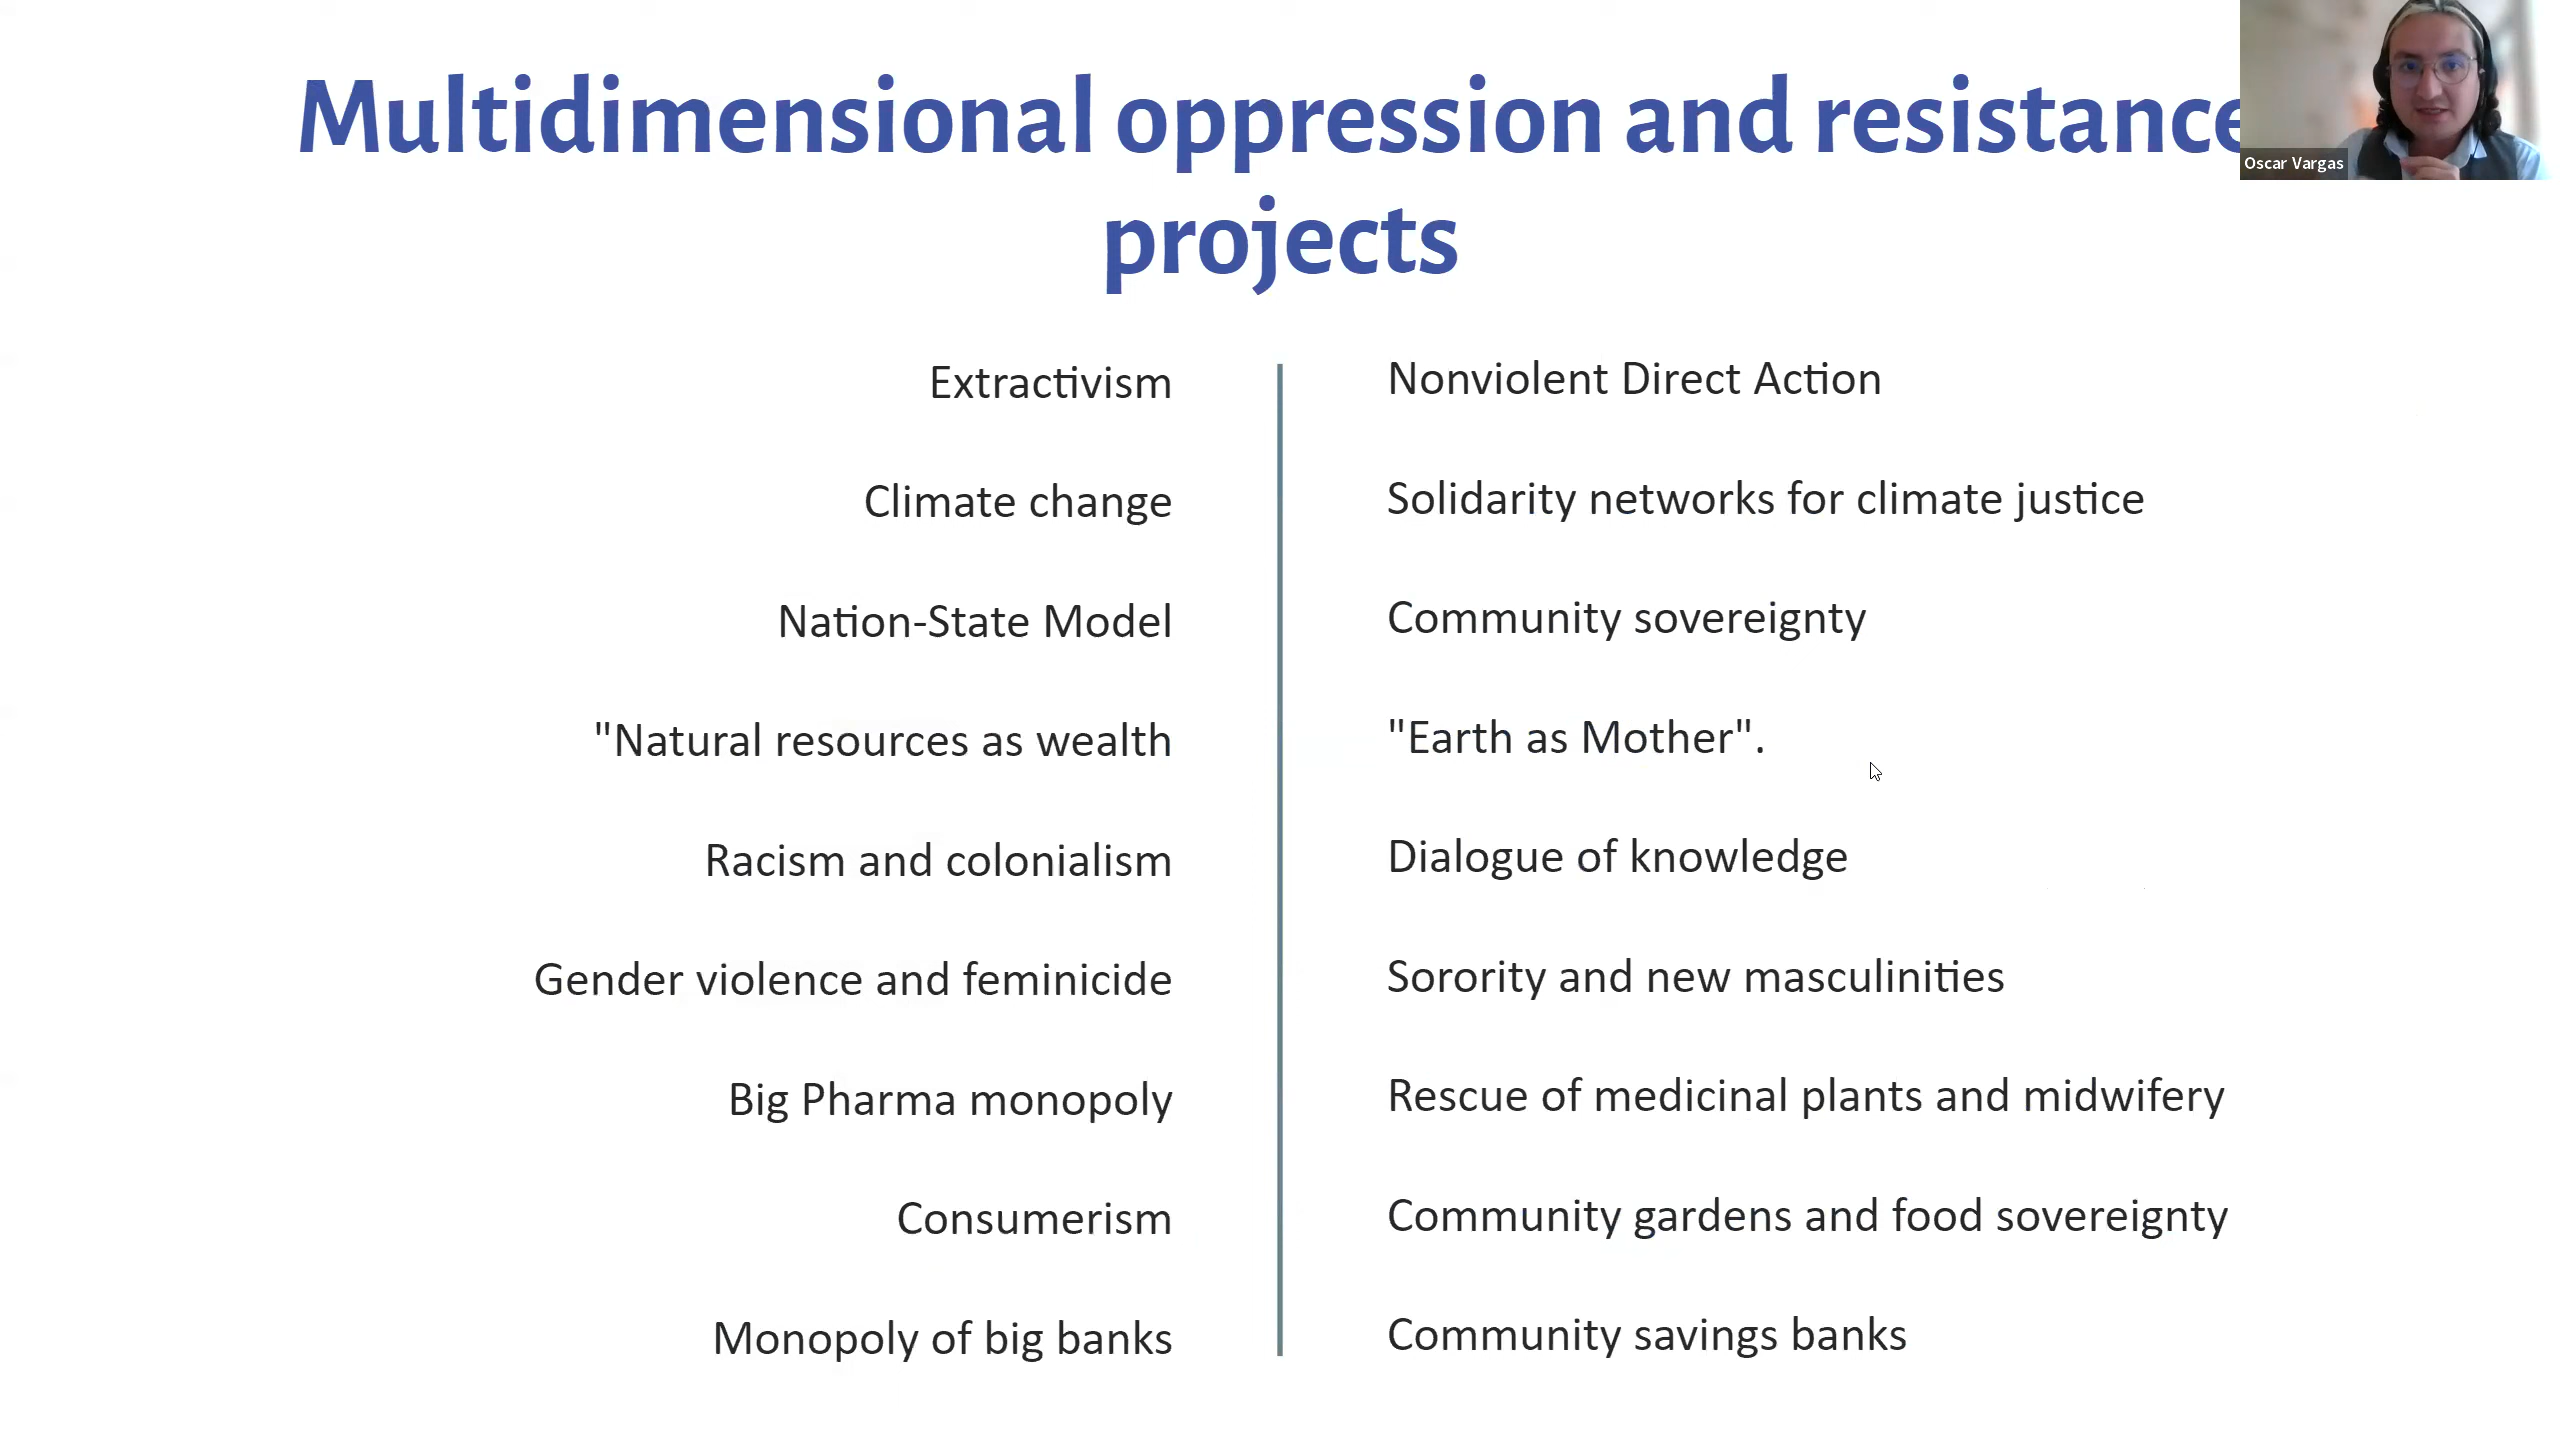 Multidimensional oppression and resistance
projects
Oscar Vargas
Extractivism
Nonviolent Direct Action
Climate change
Solidarity networks for climate justice
Nation-State Model
Community sovereignty
"Natural resources as wealth
"Earth as Mother".
Racism and colonialism
Dialogue of knowledge
Gender violence and feminicide
Sorority and new masculinities
Big Pharma monopoly
Rescue of medicinal plants and midwifery
Consumerism
Community gardens and food sovereignty
Monopoly of big banks
Community savings banks